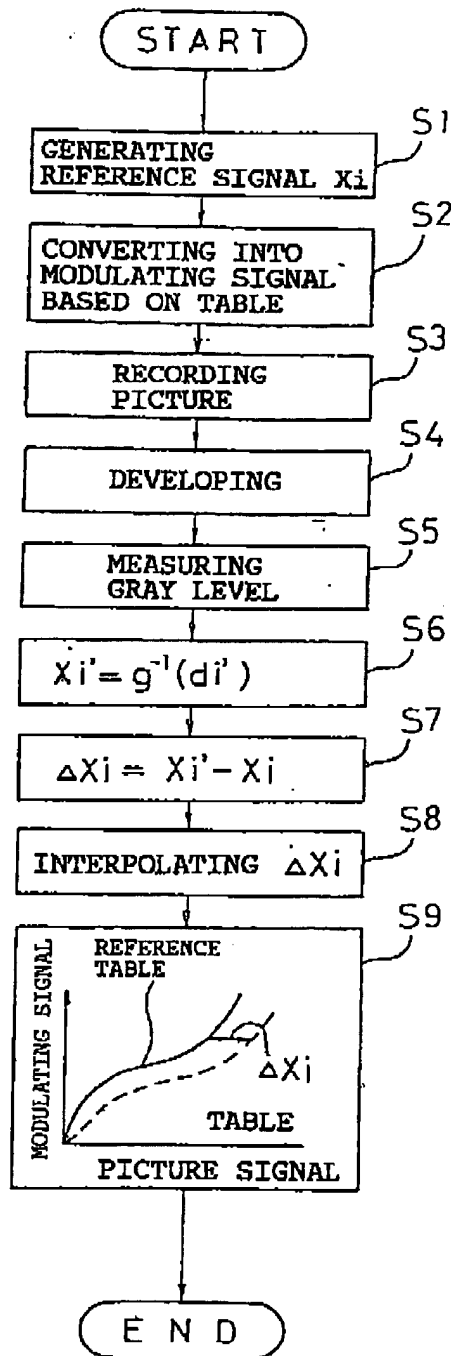 START
S1
GENERATING
REFERENCE SIGNAL Xi
S2
CONVERTING INTO
MODULATING SIGNAL
BASED ON TABLE
S3
RECORDING
PICTURE
S4
DEVELOPING
S5
MEASURING
GRAY LEVEL
S6
Xi' = g⁻¹(di')
S7
ΔXi = Xi' - Xi
S8
INTERPOLATING ΔXi
S9
MODULATING SIGNAL
REFERENCE
TABLE
ΔXi
TABLE
PICTURE SIGNAL
END